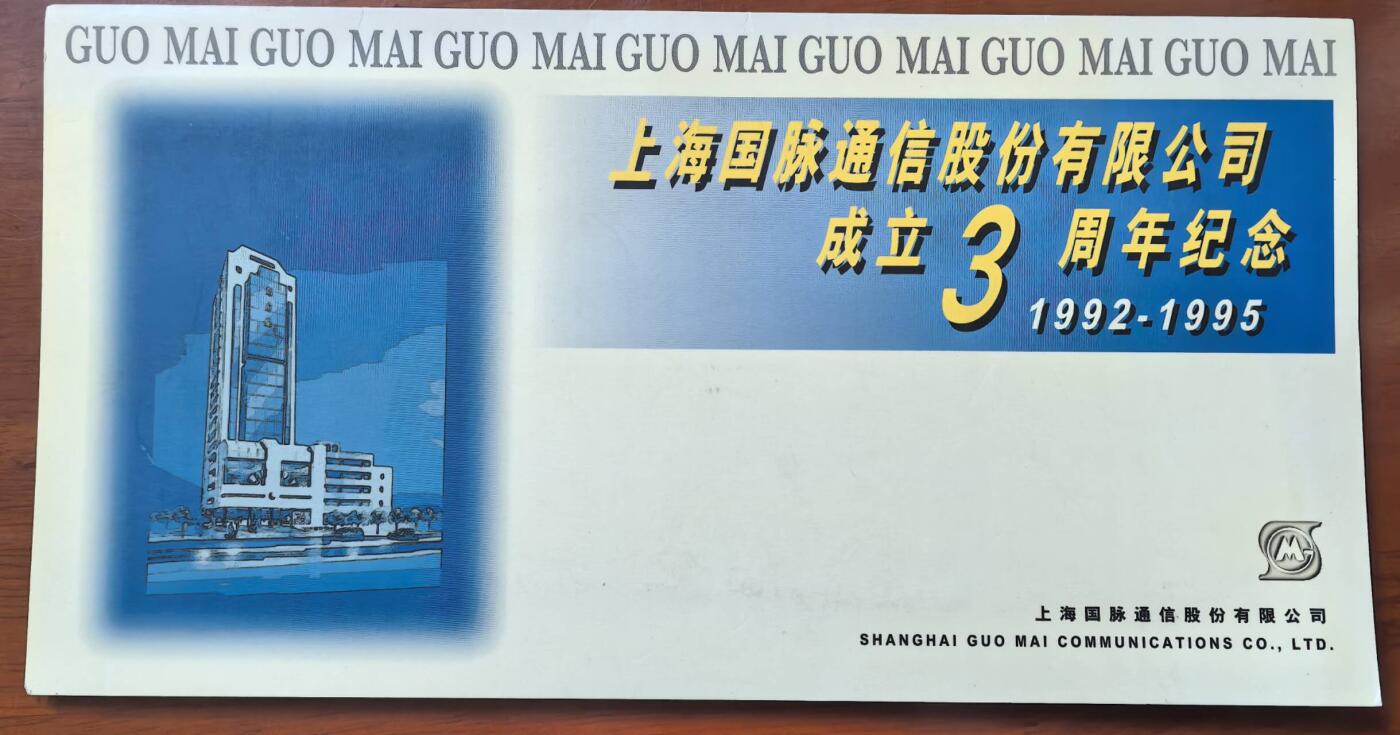 GUO MAI GUO MAI GUO MAI GUO MAI GUO MAI GUO MAI GUO MAI
上海国脉通信股份有限公司
成立3周年纪念
1992-1995
上海国脉通信股份有限公司
SHANGHAI GUO MAI COMMUNICATIONS CO., LTD.